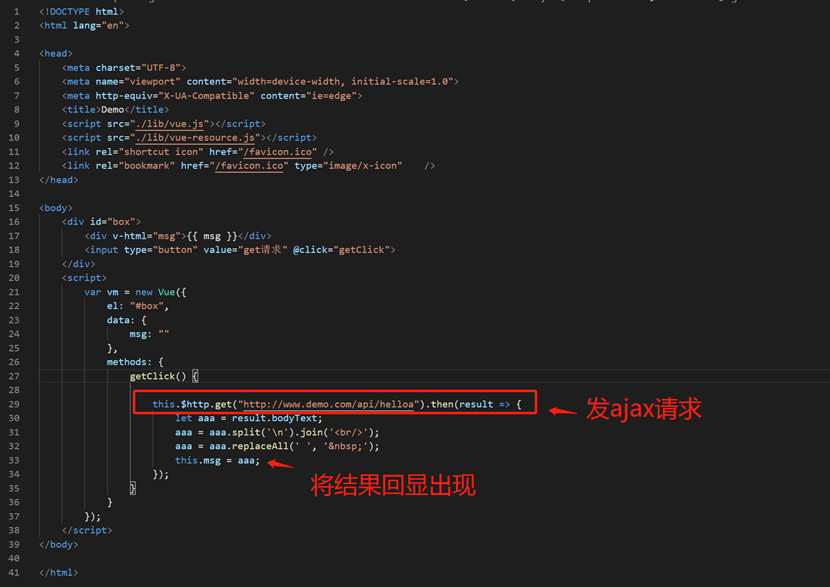 1 <!DOCTYPE html>
2 <html lang="en">
3
4 <head>
5 <meta charset="UTF-8">
6 <meta name="viewport" content="width=device-width, initial-scale=1.0">
7 <meta http-equiv="X-UA-Compatible" content="ie=edge">
8 <title>Demo</title>
9 <script src="./lib/vue.js"></script>
10 <script src="./lib/vue-resource.js"></script>
11 <link rel="shortcut icon" href="/favicon.ico" />
12 <link rel="bookmark" href="/favicon.ico" type="image/x-icon" />
13 </head>
14
15 <body>
16 <div id="box">
17 <div v-html="msg">{{ msg }}</div>
18 <input type="button" value="get请求" @click="getClick">
19 </div>
20 <script>
21 var vm = new Vue({
22 el: "#box",
23 data: {
24 msg: ""
25 },
26 methods: {
27 getClick() {
28
29 this.$http.get("http://www.demo.com/api/helloa").then(result => { 发ajax请求
30 let aaa = result.bodyText;
31 aaa = aaa.split('\n').join('<br/>');
32 aaa = aaa.replaceAll(' ', '&nbsp;');
33 this.msg = aaa; 将结果回显出现
34 });
35 }
36 }
37 });
38 </script>
39 </body>
40
41 </html>